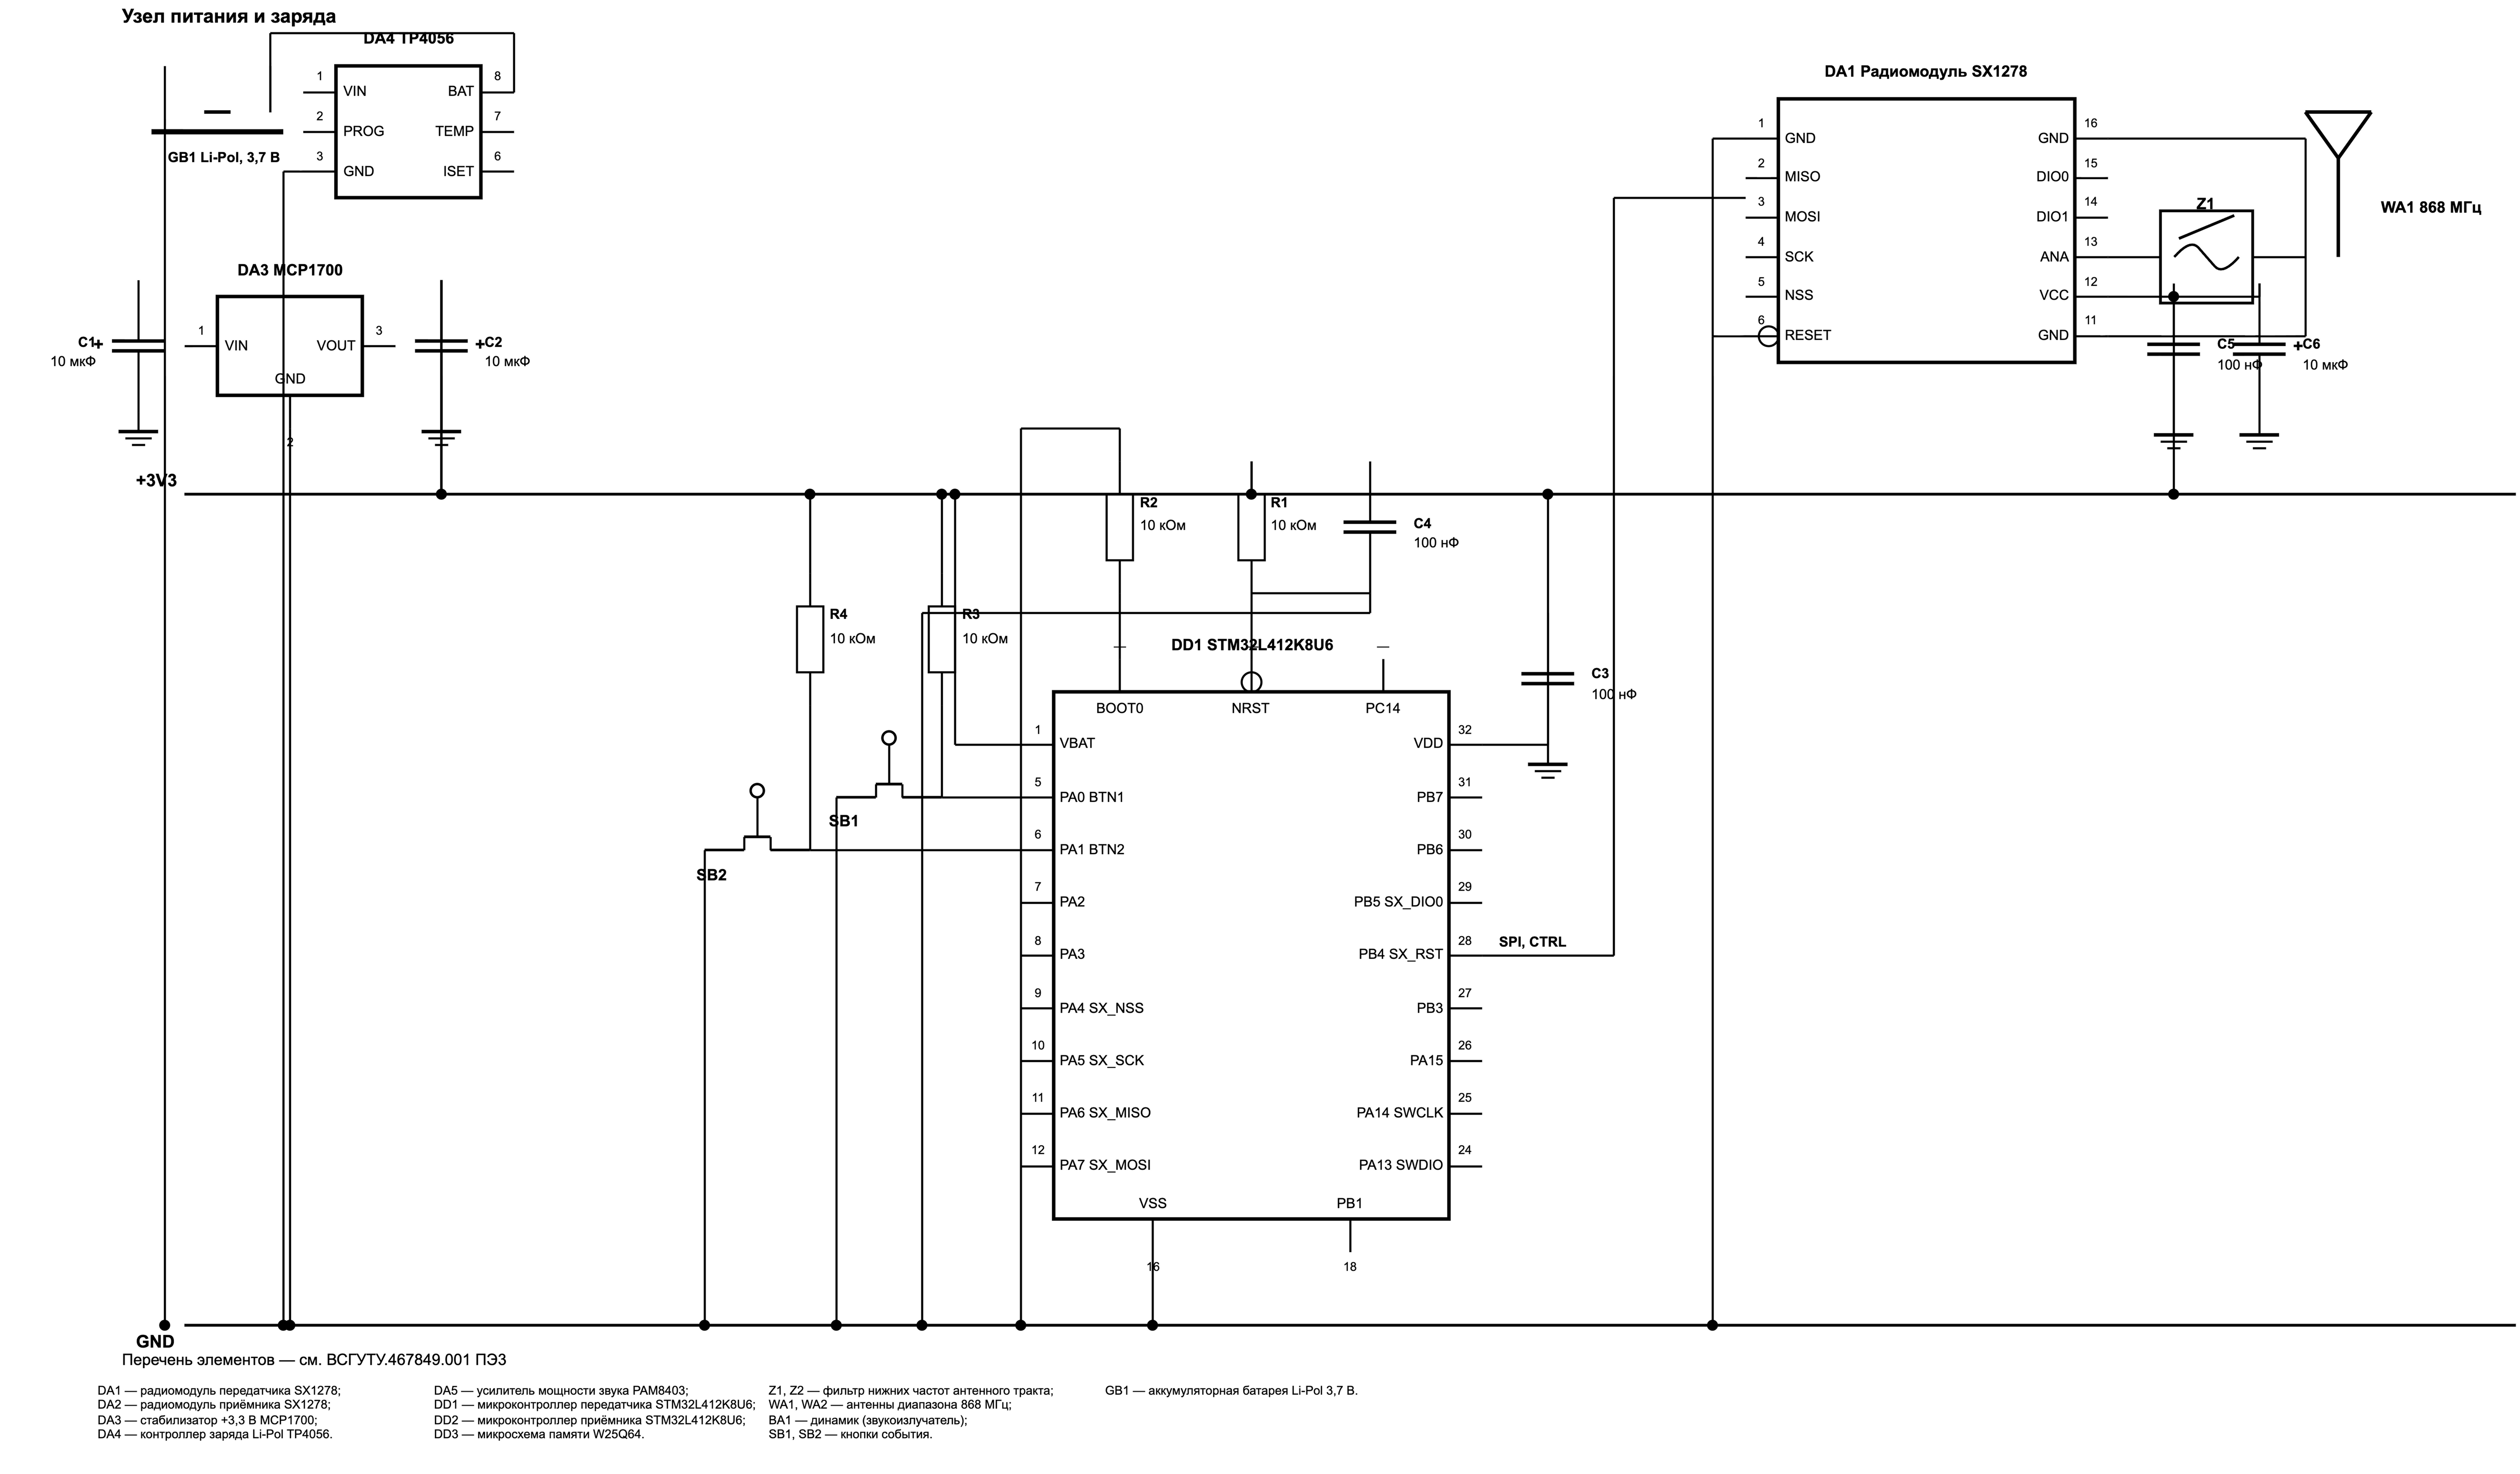 Узел питания и заряда
DA4 TP4056
1
VIN
BAT
8
2
PROG
TEMP
7
3
GND
ISET
6
GB1 Li-Pol, 3,7 В
DA3 MCP1700
1
VIN
VOUT
3
GND
2
C1
+
10 мкФ
+
C2
10 мкФ
DA1 Радиомодуль SX1278
1
GND
GND
16
2
MISO
DIO0
15
3
MOSI
DIO1
14
4
SCK
ANA
13
5
NSS
VCC
12
6
RESET
GND
11
Z1
WA1 868 МГц
C5
100 нФ
+
C6
10 мкФ
+3V3
R2
10 кОм
R1
10 кОм
C4
100 нФ
R4
10 кОм
R3
10 кОм
DD1 STM32L412K8U6
C3
100 нФ
BOOT0
NRST
PC14
1
VBAT
VDD
32
5
PA0 BTN1
PB7
31
SB1
6
PA1 BTN2
PB6
30
SB2
7
PA2
PB5 SX_DIO0
29
8
PA3
PB4 SX_RST
28
SPI, CTRL
9
PA4 SX_NSS
PB3
27
10
PA5 SX_SCK
PA15
26
11
PA6 SX_MISO
PA14 SWCLK
25
12
PA7 SX_MOSI
PA13 SWDIO
24
VSS
PB1
16
18
GND
Перечень элементов — см. ВСГУТУ.467849.001 ПЭ3
DA1 — радиомодуль передатчика SX1278;
DA2 — радиомодуль приёмника SX1278;
DA3 — стабилизатор +3,3 В MCP1700;
DA4 — контроллер заряда Li-Pol TP4056.
DA5 — усилитель мощности звука PAM8403;
DD1 — микроконтроллер передатчика STM32L412K8U6;
DD2 — микроконтроллер приёмника STM32L412K8U6;
DD3 — микросхема памяти W25Q64.
Z1, Z2 — фильтр нижних частот антенного тракта;
WA1, WA2 — антенны диапазона 868 МГц;
BA1 — динамик (звукоизлучатель);
SB1, SB2 — кнопки события.
GB1 — аккумуляторная батарея Li-Pol 3,7 В.